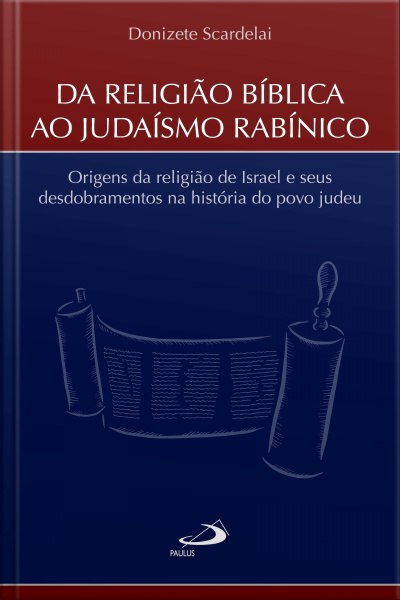 Donizete Scardelai
DA RELIGIÃO BÍBLICA
AO JUDAÍSMO RABÍNICO
Origens da religião de Israel e seus
desdobramentos na história do povo judeu
PAULUS